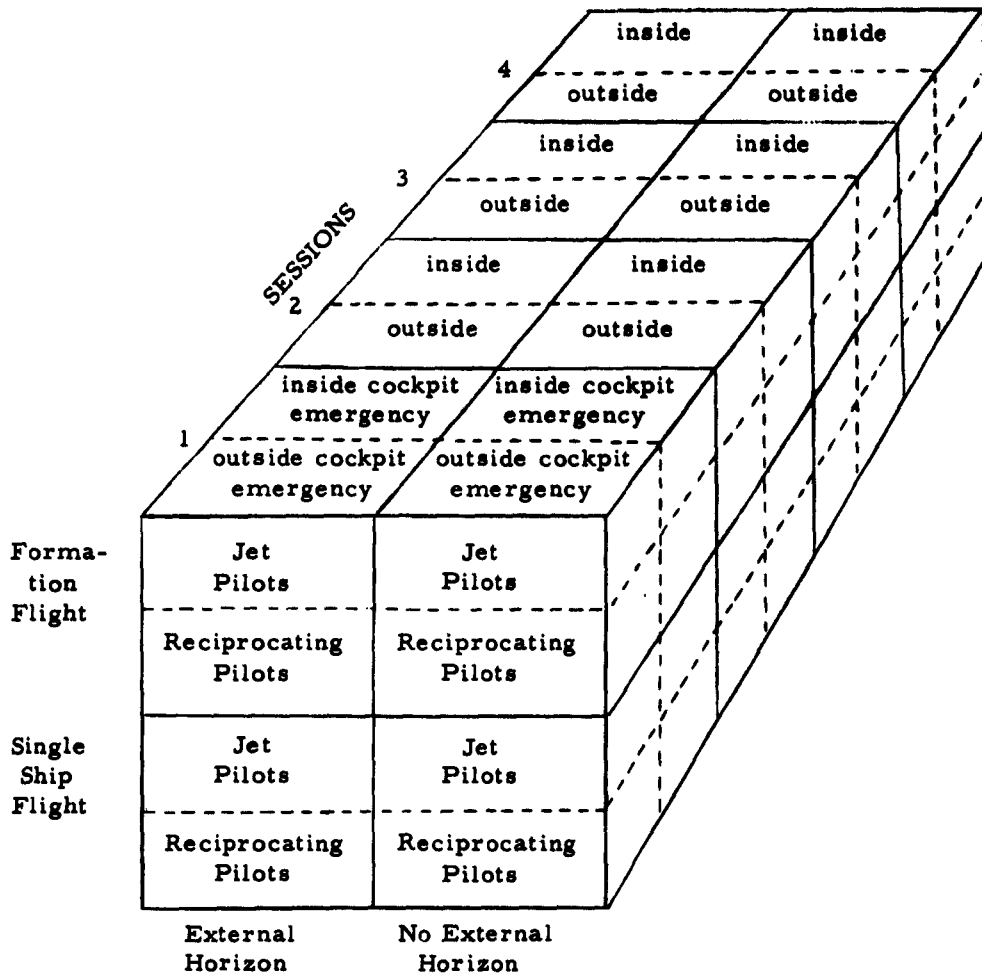 inside inside
4
outside outside
inside inside
3
outside outside
SESSIONS
inside inside
2
outside outside
inside cockpit inside cockpit
emergency emergency
1
outside cockpit outside cockpit
emergency emergency
Forma-
tion
Flight
Jet Jet
Pilots Pilots
Reciprocating Reciprocating
Pilots Pilots
Single
Ship
Flight
Jet Jet
Pilots Pilots
Reciprocating Reciprocating
Pilots Pilots
External No External
Horizon Horizon